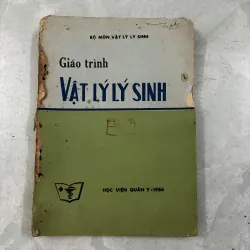 BỘ MÔN VẬT LÝ LÝ SINH
Giáo trình
VẬT LÝ LÝ SINH
HỌC VIỆN QUÂN Y - 1986